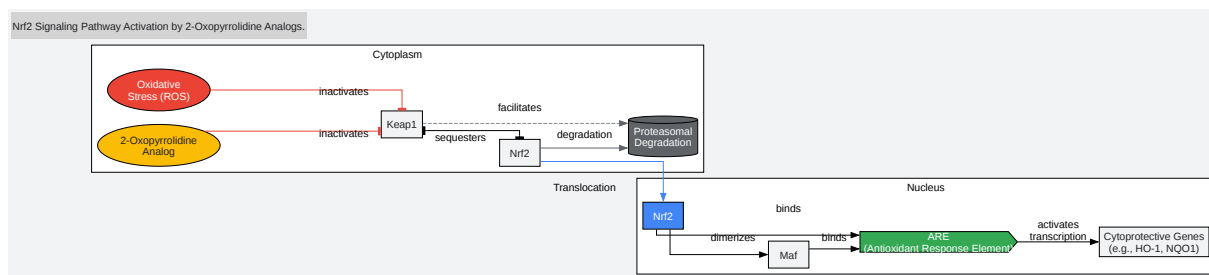 Nrf2 Signaling Pathway Activation by 2-Oxopyrrolidine Analogs.
Cytoplasm
Oxidative
Stress (ROS)
inactivates
Keap1
facilitates
2-Oxopyrrolidine
Analog
inactivates
sequesters
Nrf2
degradation
Proteasomal
Degradation
Translocation
Nucleus
Nrf2
binds
dimerizes
Maf
binds
ARE
(Antioxidant Response Element)
activates
transcription
Cytoprotective Genes
(e.g., HO-1, NQO1)